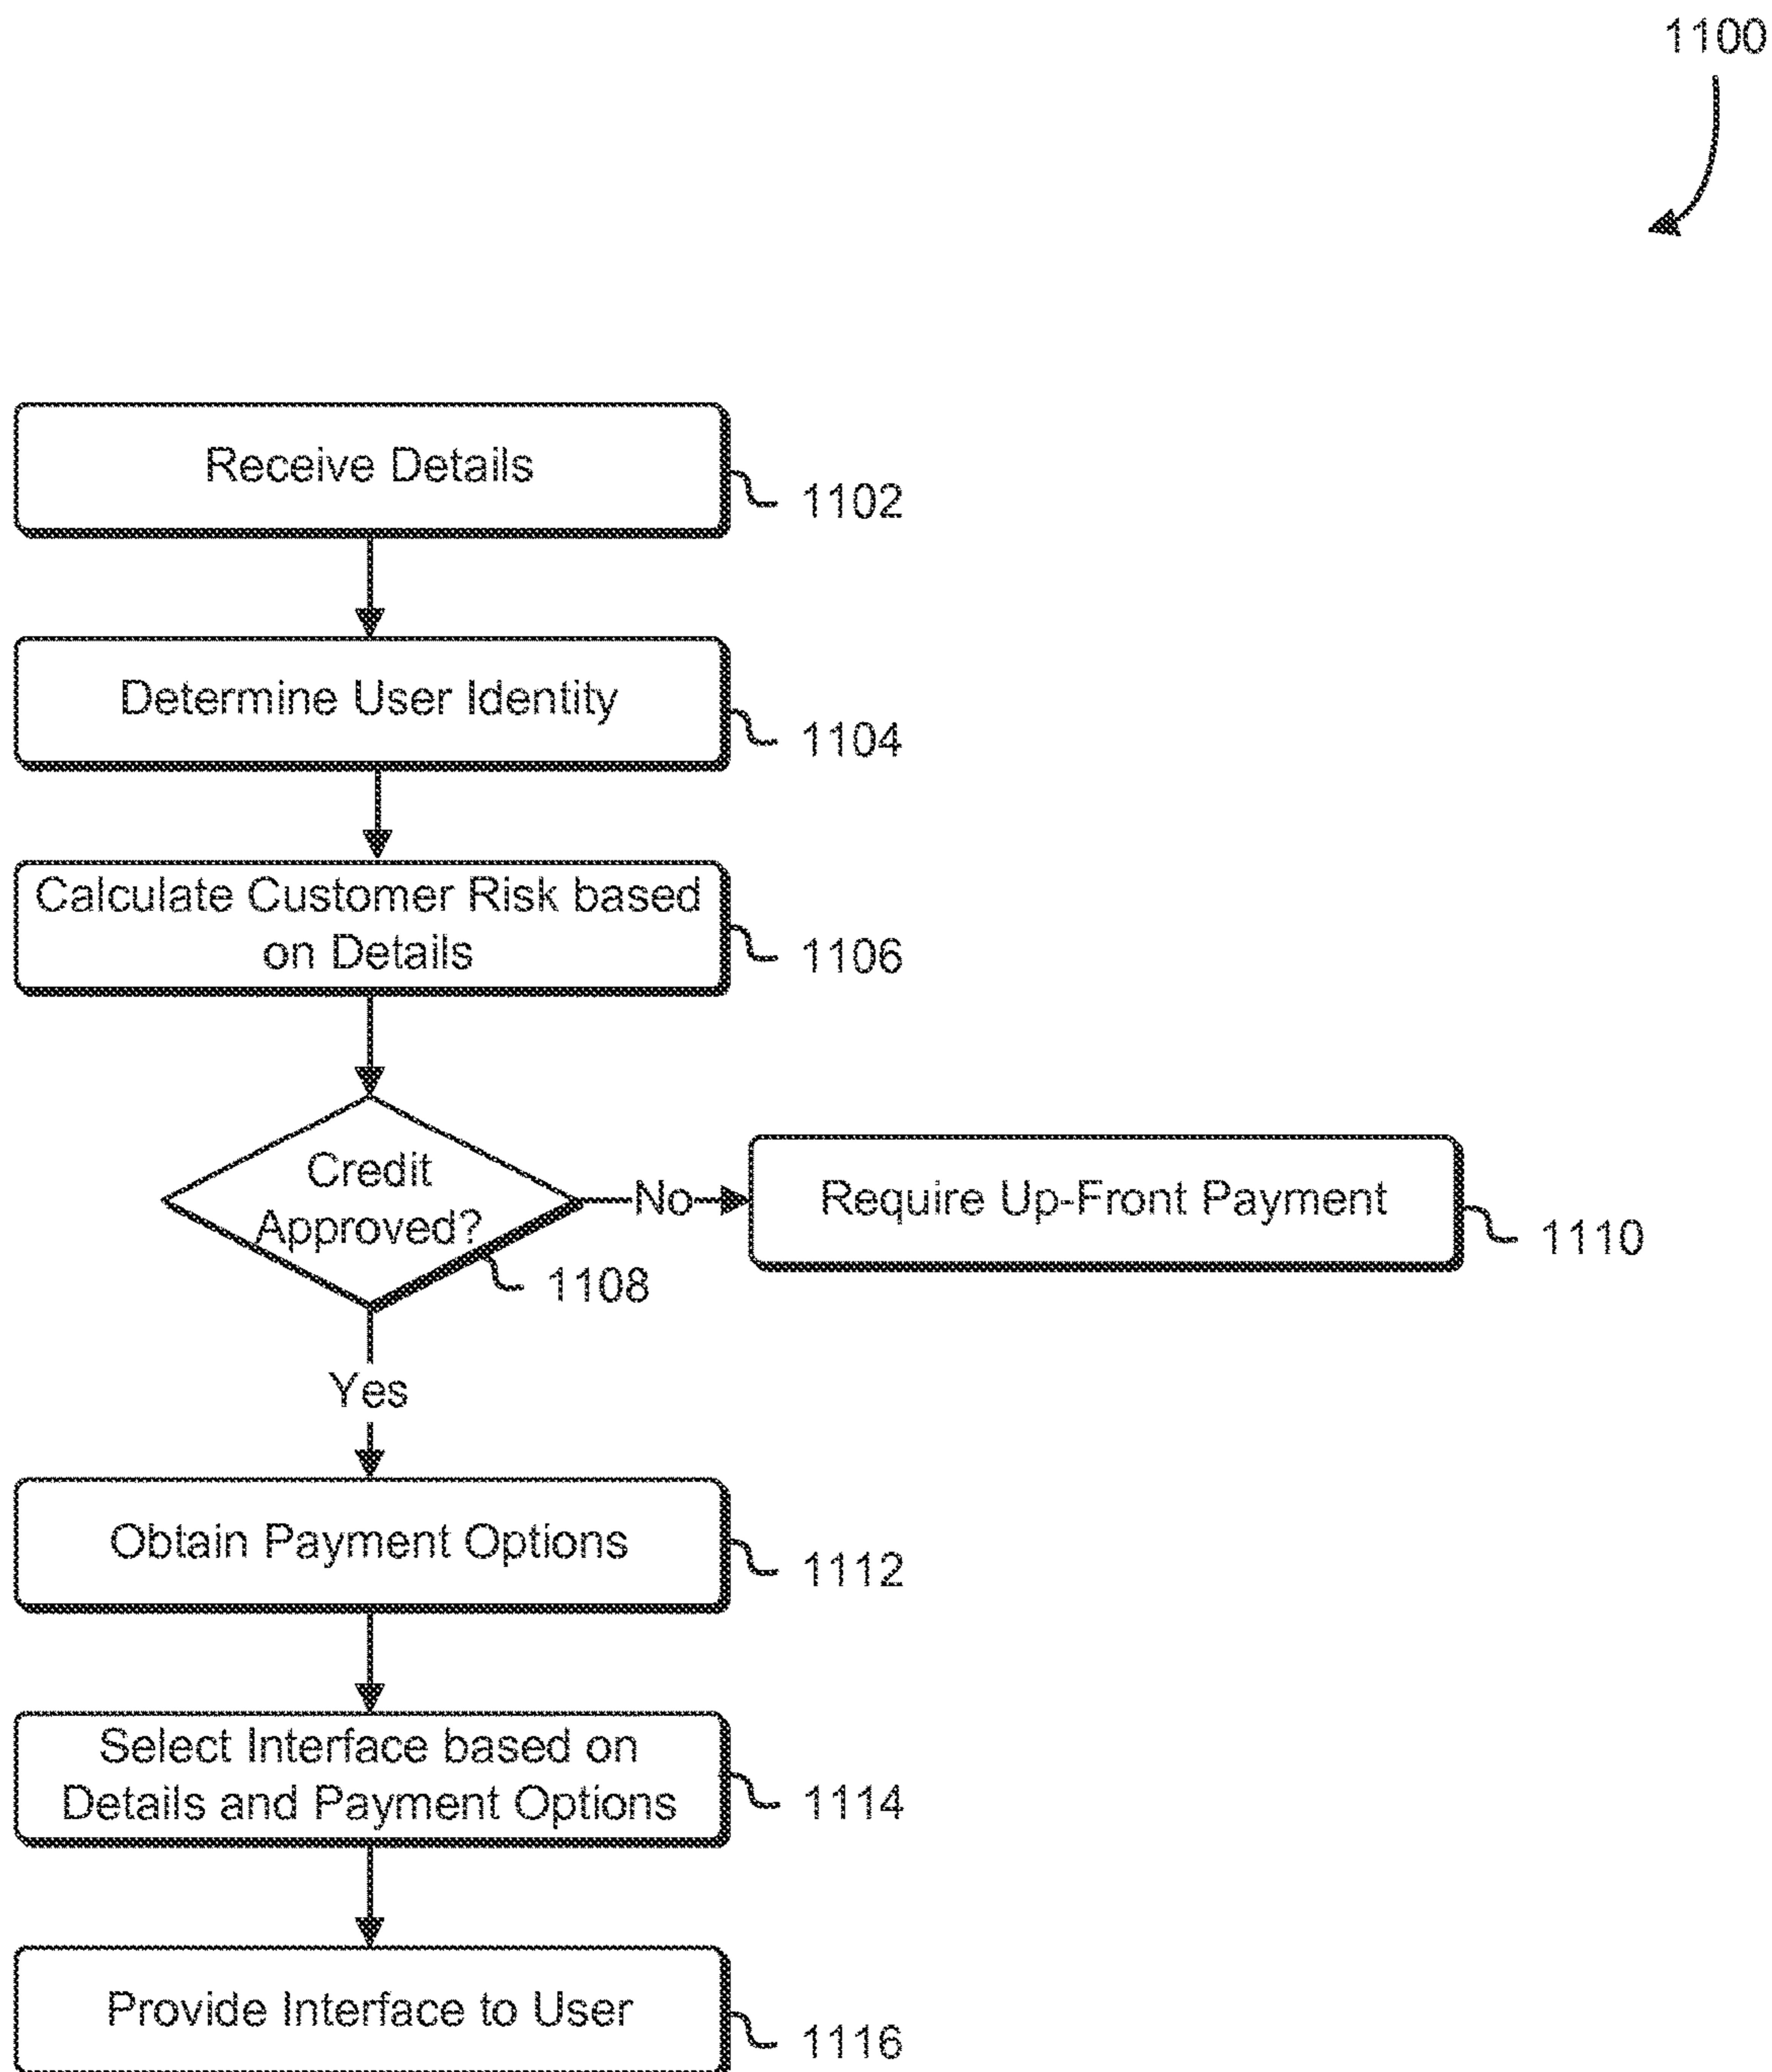 1100
Receive Details
1102
Determine User Identity
1104
Calculate Customer Risk based
on Details
1106
Credit
Approved?
1108
No
Require Up-Front Payment
1110
Yes
Obtain Payment Options
1112
Select Interface based on
Details and Payment Options
1114
Provide Interface to User
1116